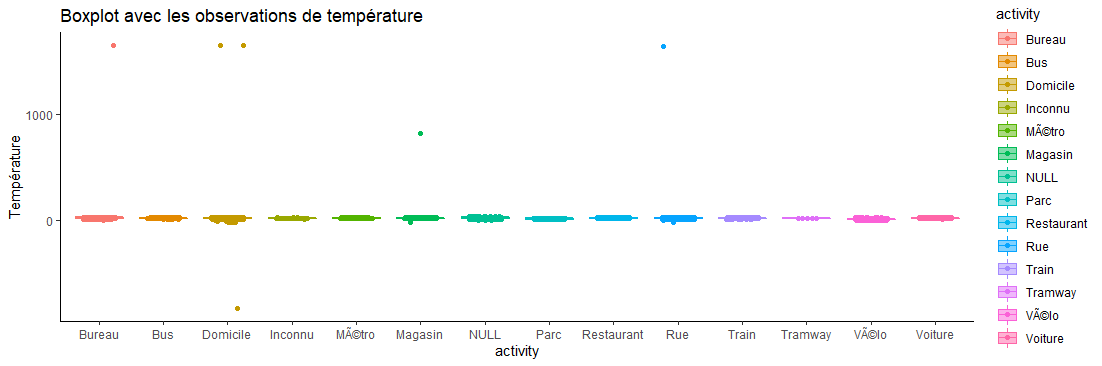 Boxplot avec les observations de température
Température
1000
0
Bureau Bus Domicile Inconnu MÃ©tro Magasin NULL Parc Restaurant Rue Train Tramway VÃ©lo Voiture
activity
activity
Bureau
Bus
Domicile
Inconnu
MÃ©tro
Magasin
NULL
Parc
Restaurant
Rue
Train
Tramway
VÃ©lo
Voiture